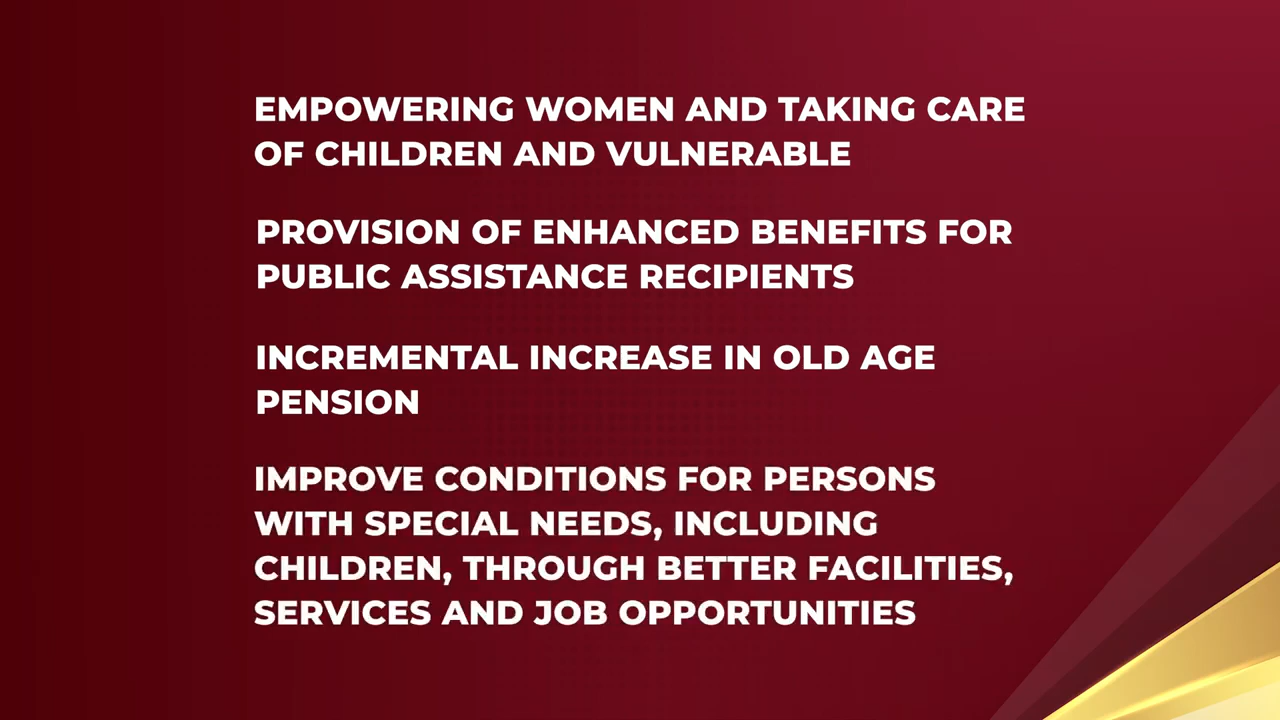 EMPOWERING WOMEN AND TAKING CARE
OF CHILDREN AND VULNERABLE
PROVISION OF ENHANCED BENEFITS FOR
PUBLIC ASSISTANCE RECIPIENTS
INCREMENTAL INCREASE IN OLD AGE
PENSION
IMPROVE CONDITIONS FOR PERSONS
WITH SPECIAL NEEDS, INCLUDING
CHILDREN, THROUGH BETTER FACILITIES,
SERVICES AND JOB OPPORTUNITIES